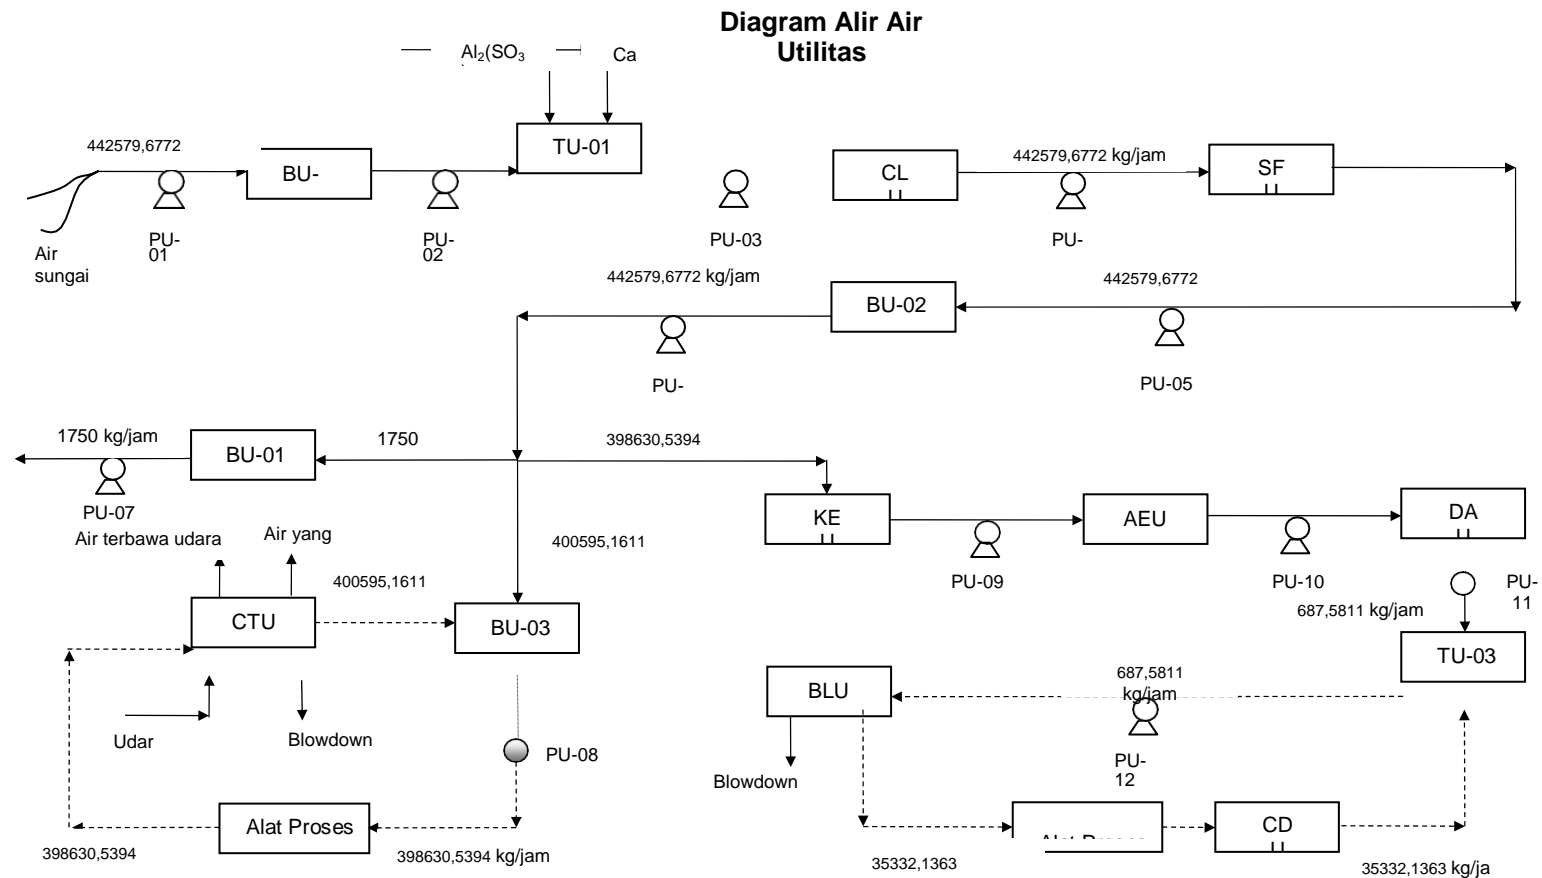 Diagram Alir Air
Utilitas
Al₂(SO₃
Ca
442579,6772
BU-
TU-01
CL
442579,6772 kg/jam
SF
PU-
01
PU-
02
PU-03
PU-
Air
sungai
442579,6772 kg/jam
BU-02
442579,6772
PU-
PU-05
1750 kg/jam
BU-01
1750
398630,5394
PU-07
KE
AEU
DA
Air terbawa udara
Air yang
400595,1611
PU-09
PU-10
PU-
11
400595,1611
687,5811 kg/jam
CTU
BU-03
TU-03
BLU
687,5811
kg/jam
Udar
Blowdown
PU-08
Blowdown
PU-
12
Alat Proses
CD
398630,5394
398630,5394 kg/jam
35332,1363
35332,1363 kg/ja